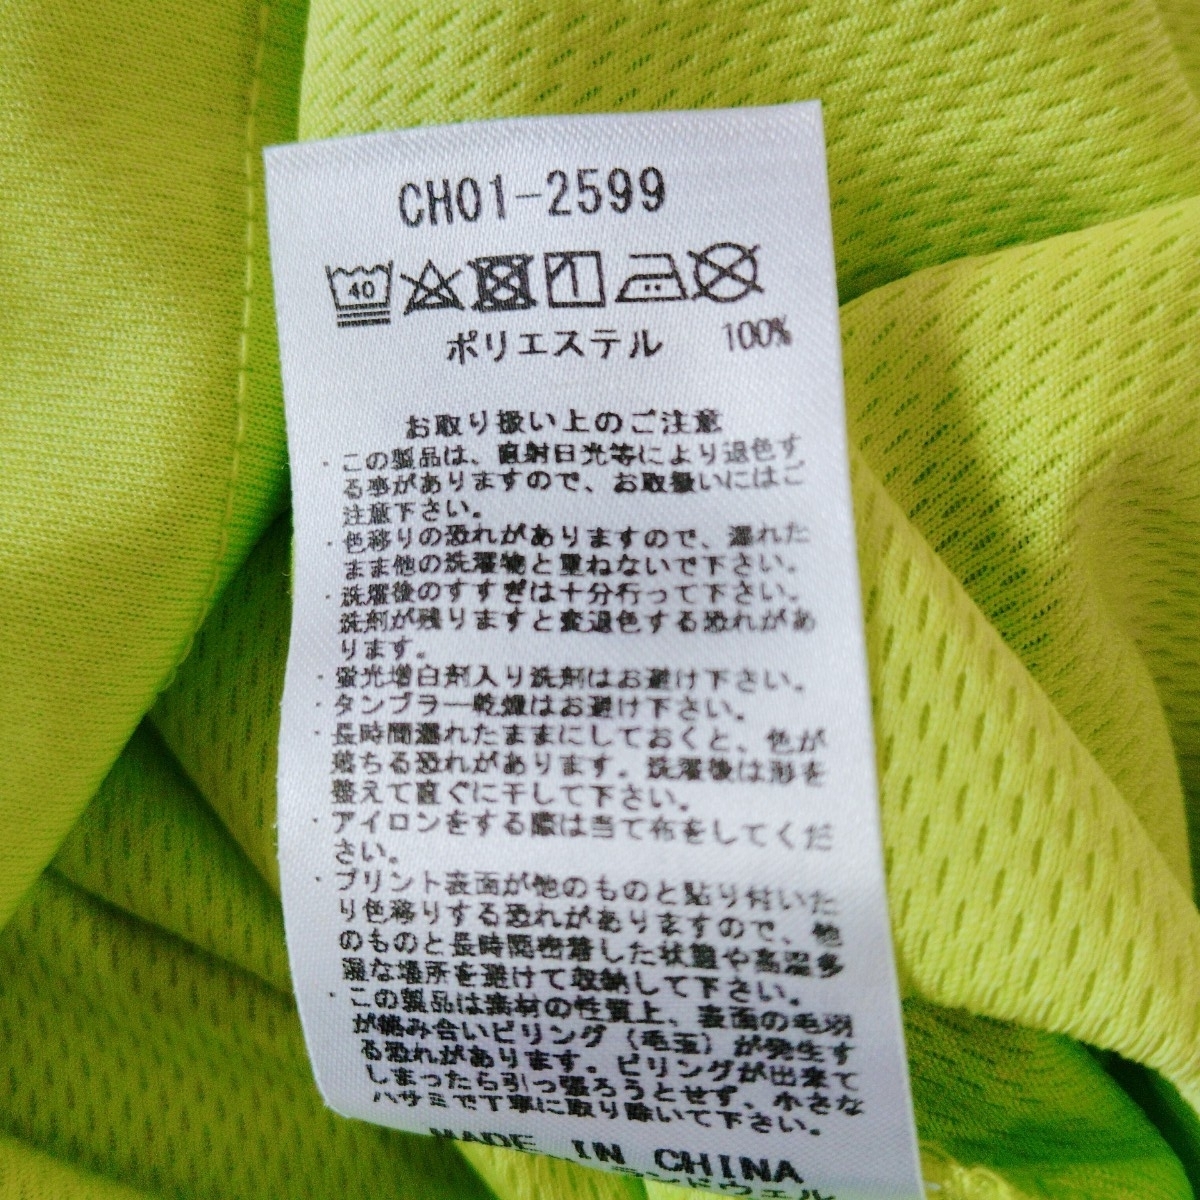 CH01-2599
40
ポリエステル 100%
お取り扱い上のご注意
・この製品は、直射日光等により退色す
る事がありますので、お取扱いにはご
注意下さい。
・色移りの恐れがありますので、濡れた
まま他の洗濯物と重ねないで下さい。
・洗濯後のすすぎは十分行って下さい。
洗剤が残りますと変退色する恐れがあ
ります。
・蛍光増白剤入り洗剤はお避け下さい。
・タンブラー乾燥はお避け下さい。
・長時間濡れたままにしておくと、色が
落ちる恐れがあります。洗濯後は形を
整えて直ぐに干して下さい。
・アイロンをする際は当て布をしてくだ
さい。
・プリント表面が他のものと貼り付いた
り色移りする恐れがありますので、他
のものと長時間密着した状態や高温多
湿な場所を避けて収納して下さい。
・この製品は素材の性質上、表面の毛羽
が絡み合いピリング（毛玉）が発生す
る恐れがあります。ピリングが出来て
しまったら引っ張ろうとせず、小さな
ハサミで丁寧に取り除いて下さい。
MADE IN CHINA
ランドウェル